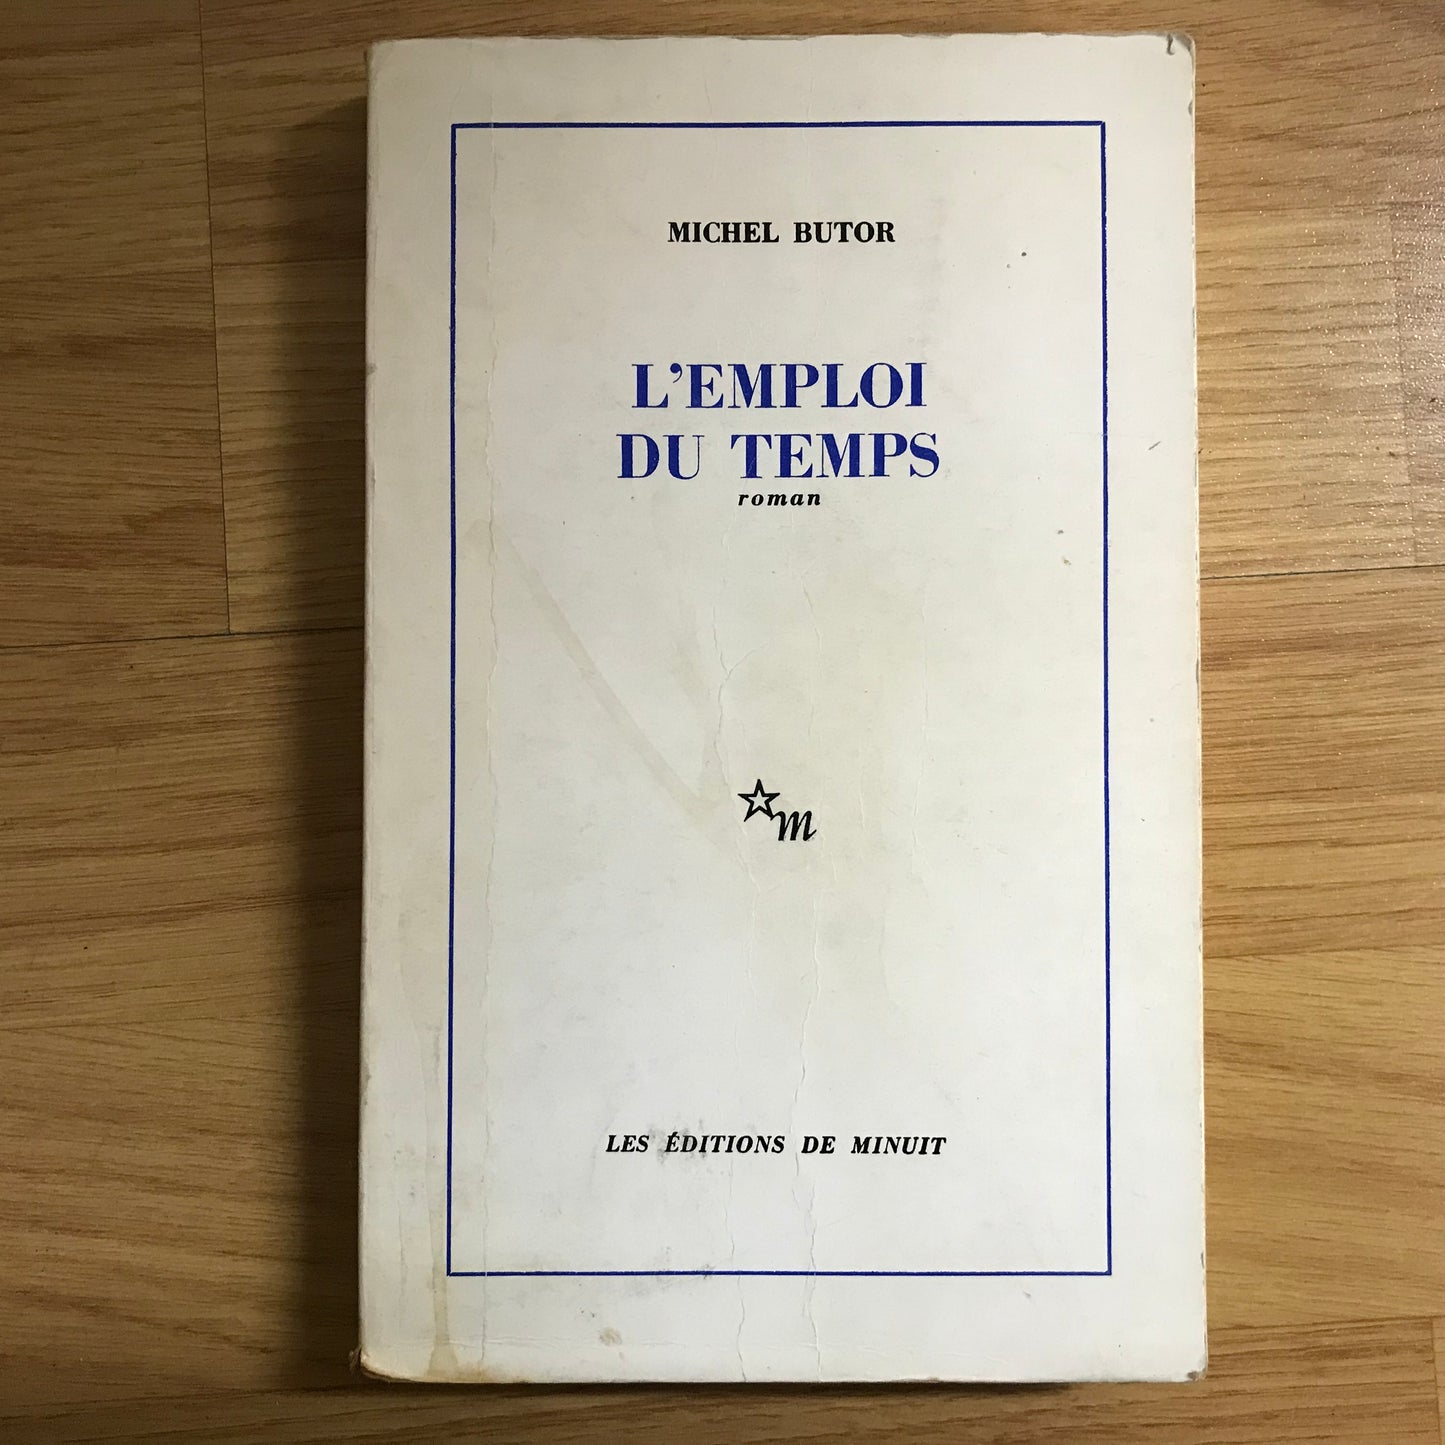 MICHEL BUTOR
L'EMPLOI
DU TEMPS
roman
m
LES ÉDITIONS DE MINUIT